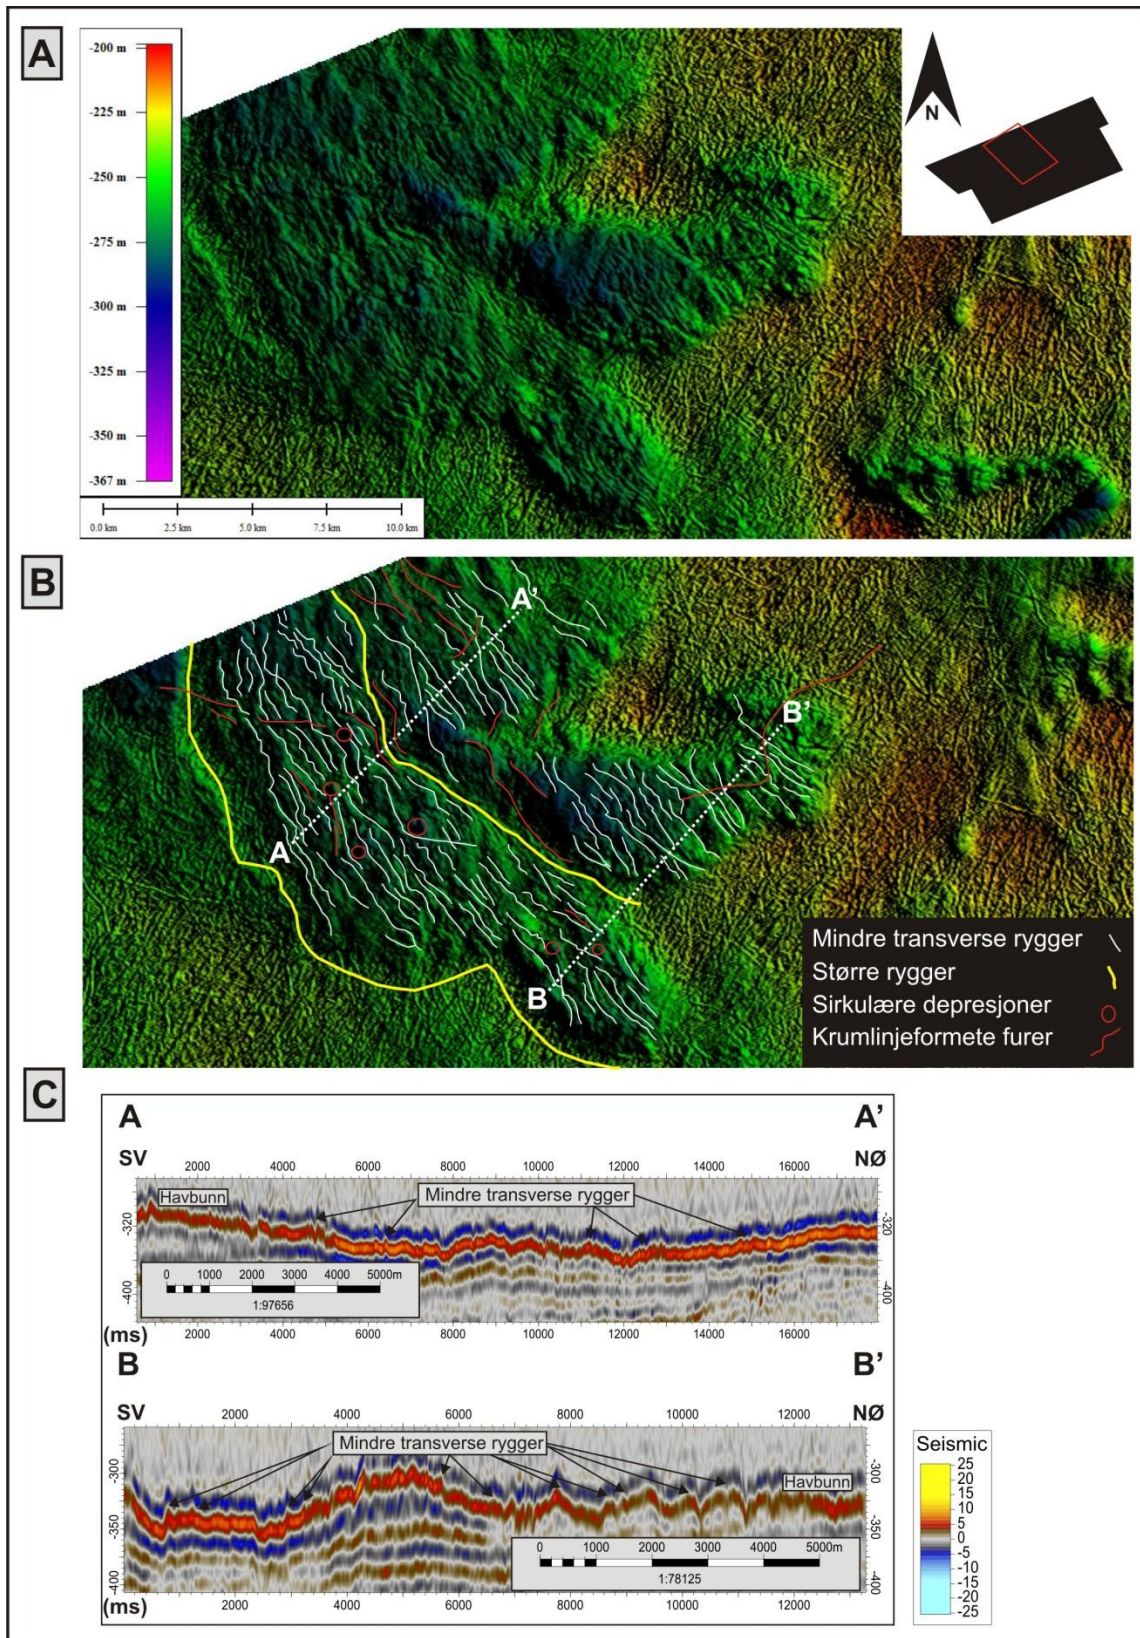 A
-200 m
-225 m
-250 m
-275 m
-300 m
-325 m
-350 m
-367 m
0.0 km 2.5 km 5.0 km 7.5 km 10.0 km
N
B
A'
B'
A
B
Mindre transverse rygger
Større rygger
Sirkulære depresjoner
Krumlinjeformete furer
C
A A'
SV NØ
2000 4000 6000 8000 10000 12000 14000 16000
Havbunn
Mindre transverse rygger
-320 -320
-400 -400
0 1000 2000 3000 4000 5000m
1:97656
(ms)
2000 4000 6000 8000 10000 12000 14000 16000
B B'
SV NØ
2000 4000 6000 8000 10000 12000
Mindre transverse rygger
Havbunn
-300 -300
-350 -350
-400 -400
0 1000 2000 3000 4000 5000m
1:78125
(ms)
2000 4000 6000 8000 10000 12000
Seismic
25
20
15
10
5
0
-5
-10
-15
-20
-25